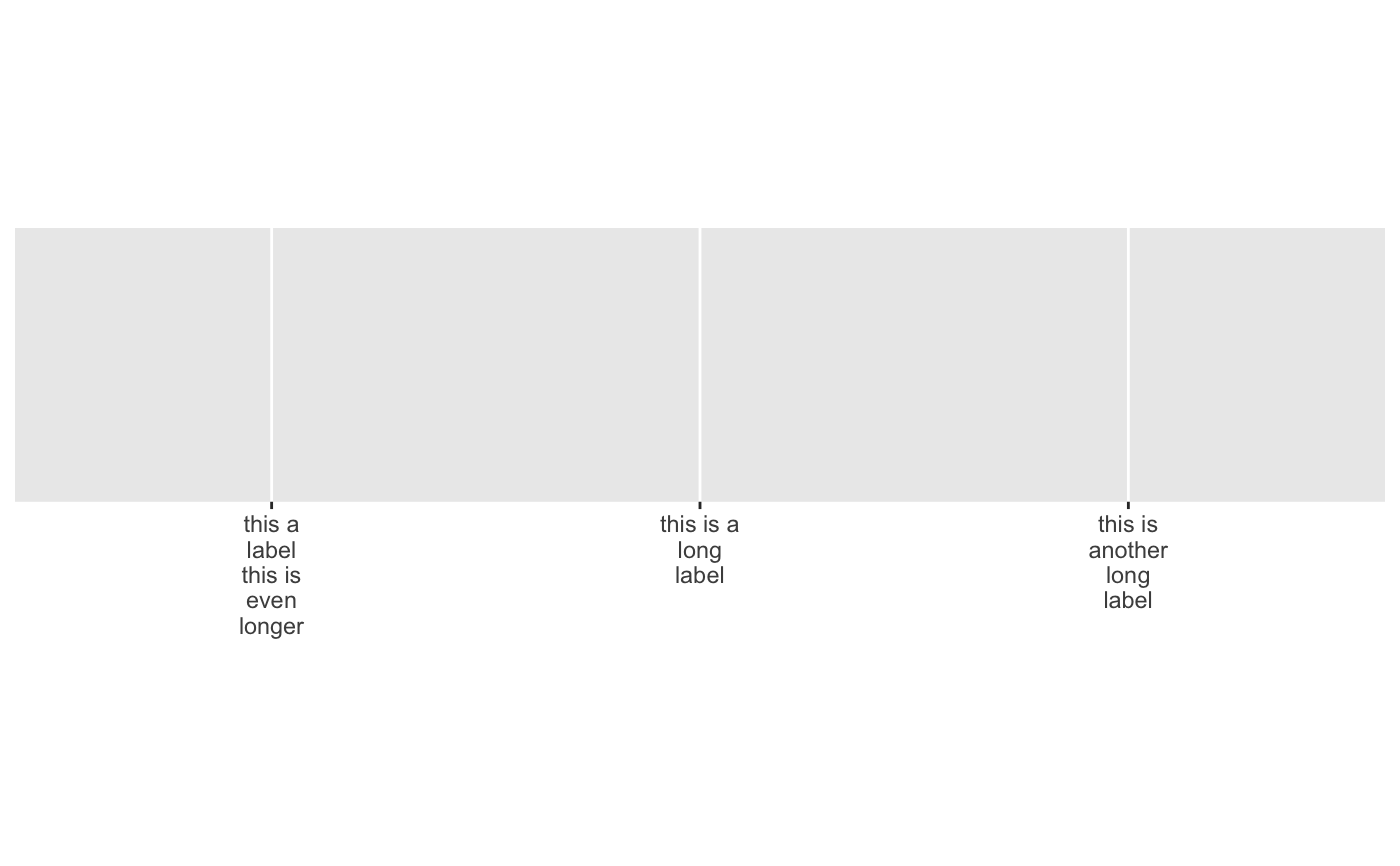 this a
label
this is
even
longer
this is a
long
label
this is
another
long
label